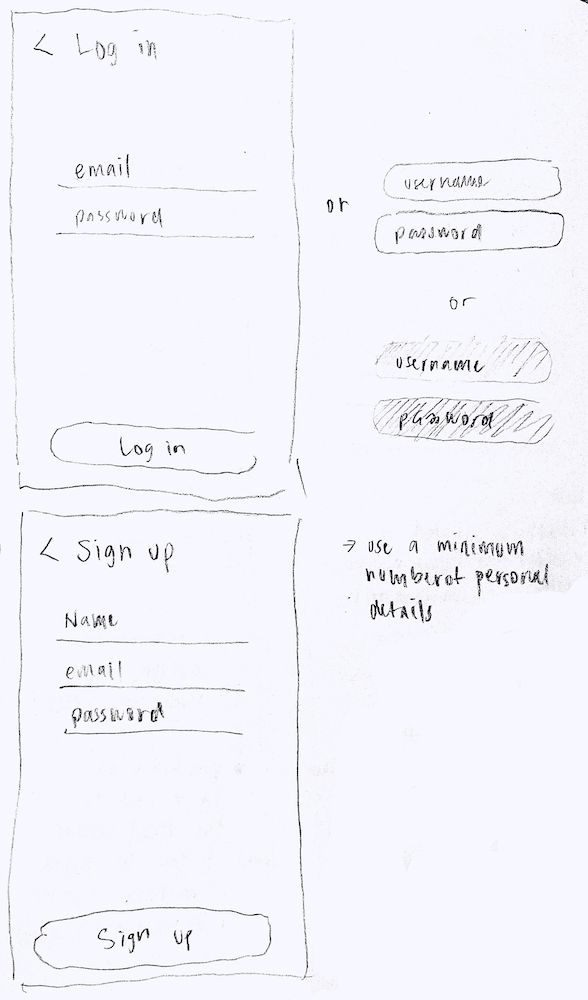 < Log in
email
password
Log in
or
username
password
or
username
password
< Sign up
Name
email
password
Sign up
→ use a minimum
numberof personal
details